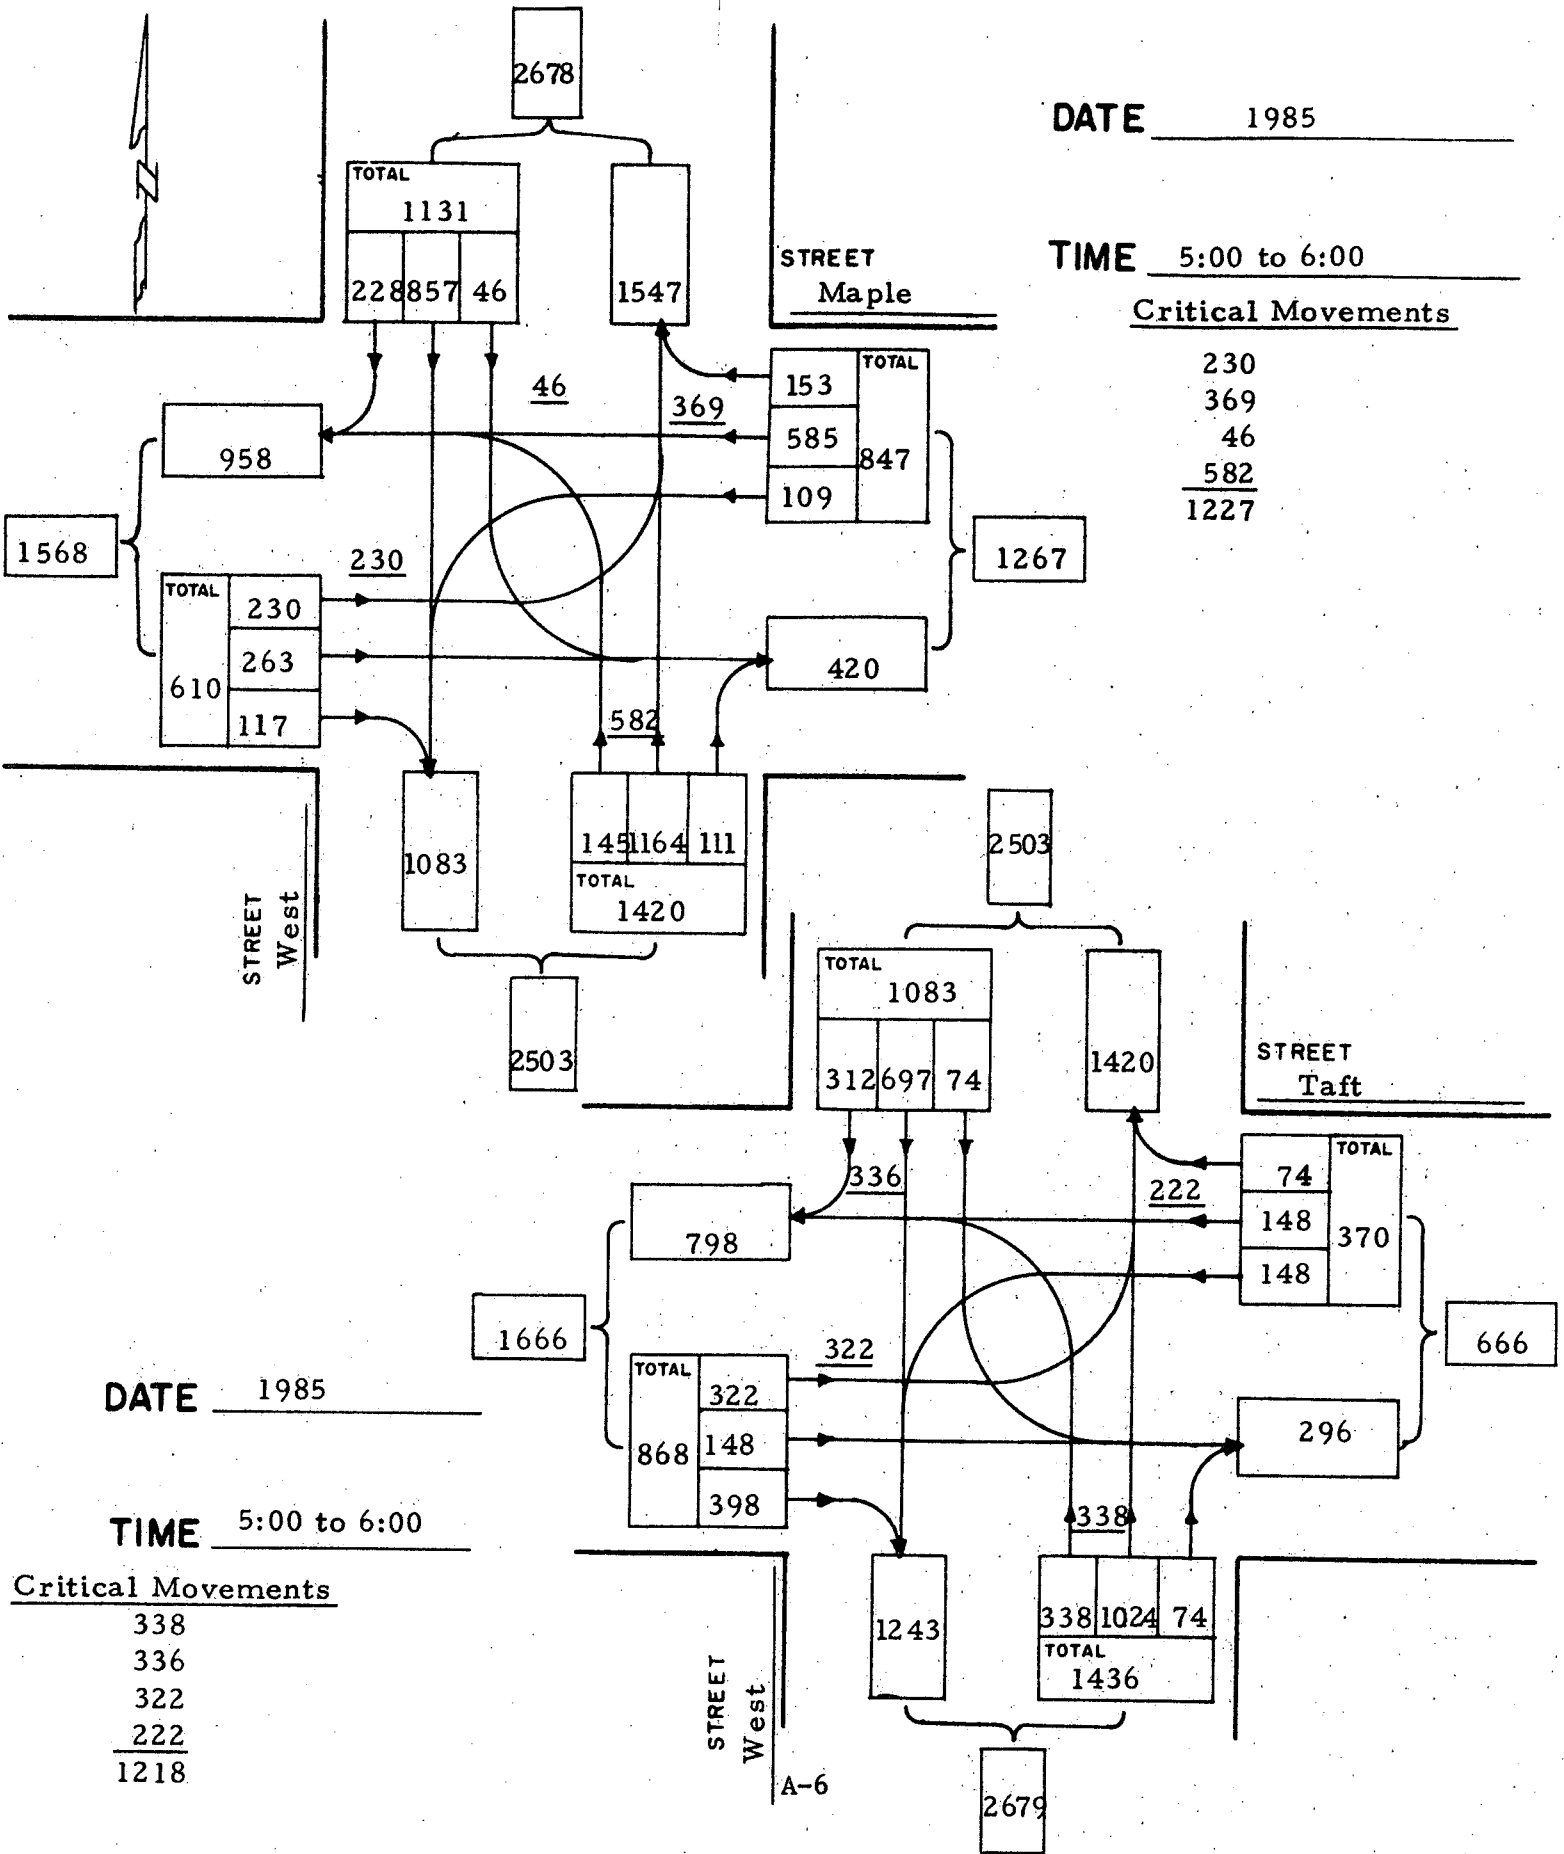 2678
DATE 1985
TOTAL
1131
228 857 46
1547
STREET
Maple
TIME 5:00 to 6:00
Critical Movements
230
369
46
582
1227
46
369
153
585
109
TOTAL
847
958
1568
230
1267
TOTAL
610
230
263
117
420
582
1083
145 1164 111
TOTAL
1420
STREET
West
2503
2503
TOTAL
1083
312 697 74
1420
STREET
Taft
336
222
74
148
148
TOTAL
370
798
1666
322
666
TOTAL
868
322
148
398
296
DATE 1985
TIME 5:00 to 6:00
338
Critical Movements
338
336
322
222
1218
1243
338 1024 74
TOTAL
1436
STREET
West
A-6
2679
N